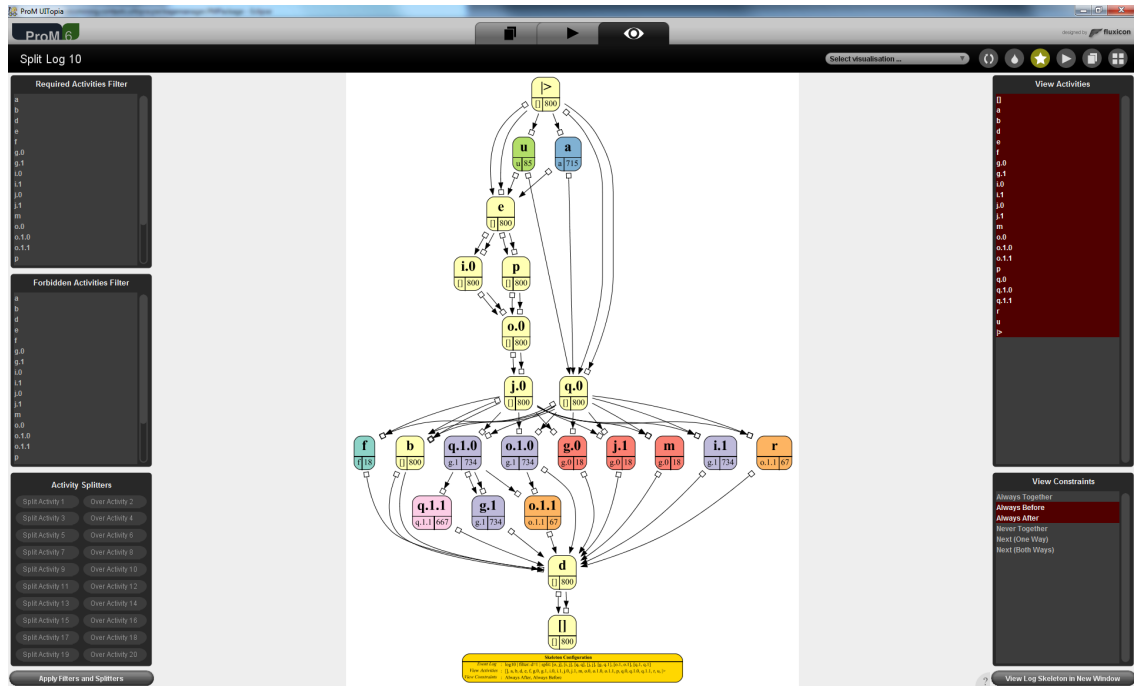 ProM UITopia
ProM 6
designed by fluxicon
Split Log 10
Select visualisation ...
Required Activities Filter
a
b
d
e
f
g.0
g.1
i.0
i.1
j.0
j.1
m
o.0
o.1.0
o.1.1
p
Forbidden Activities Filter
a
b
d
e
f
g.0
g.1
i.0
i.1
j.0
j.1
m
o.0
o.1.0
o.1.1
p
Activity Splitters
Split Activity 1 Over Activity 2
Split Activity 3 Over Activity 4
Split Activity 5 Over Activity 6
Split Activity 7 Over Activity 8
Split Activity 9 Over Activity 10
Split Activity 11 Over Activity 12
Split Activity 13 Over Activity 14
Split Activity 15 Over Activity 16
Split Activity 17 Over Activity 18
Split Activity 19 Over Activity 20
Apply Filters and Splitters
|>
[] 800
u a
u 85 a 715
e
[] 800
i.0 p
[] 800 [] 800
o.0
[] 800
j.0 q.0
[] 800 [] 800
f b q.1.0 o.1.0 g.0 j.1 m i.1 r
f 18 [] 800 g.1 734 g.1 734 g.0 18 g.0 18 g.0 18 g.1 734 o.1.1 67
q.1.1 g.1 o.1.1
q.1.1 667 g.1 734 o.1.1 67
d
[] 800
[]
[] 800
Skeleton Configuration
Event Log
View Activities
View Constraints : Always After, Always Before
View Activities
[]
a
b
d
e
f
g.0
g.1
i.0
i.1
j.0
j.1
m
o.0
o.1.0
o.1.1
p
q.0
q.1.0
q.1.1
r
u
|>
View Constraints
Always Together
Always Before
Always After
Never Together
Next (One Way)
Next (Both Ways)
? View Log Skeleton in New Window